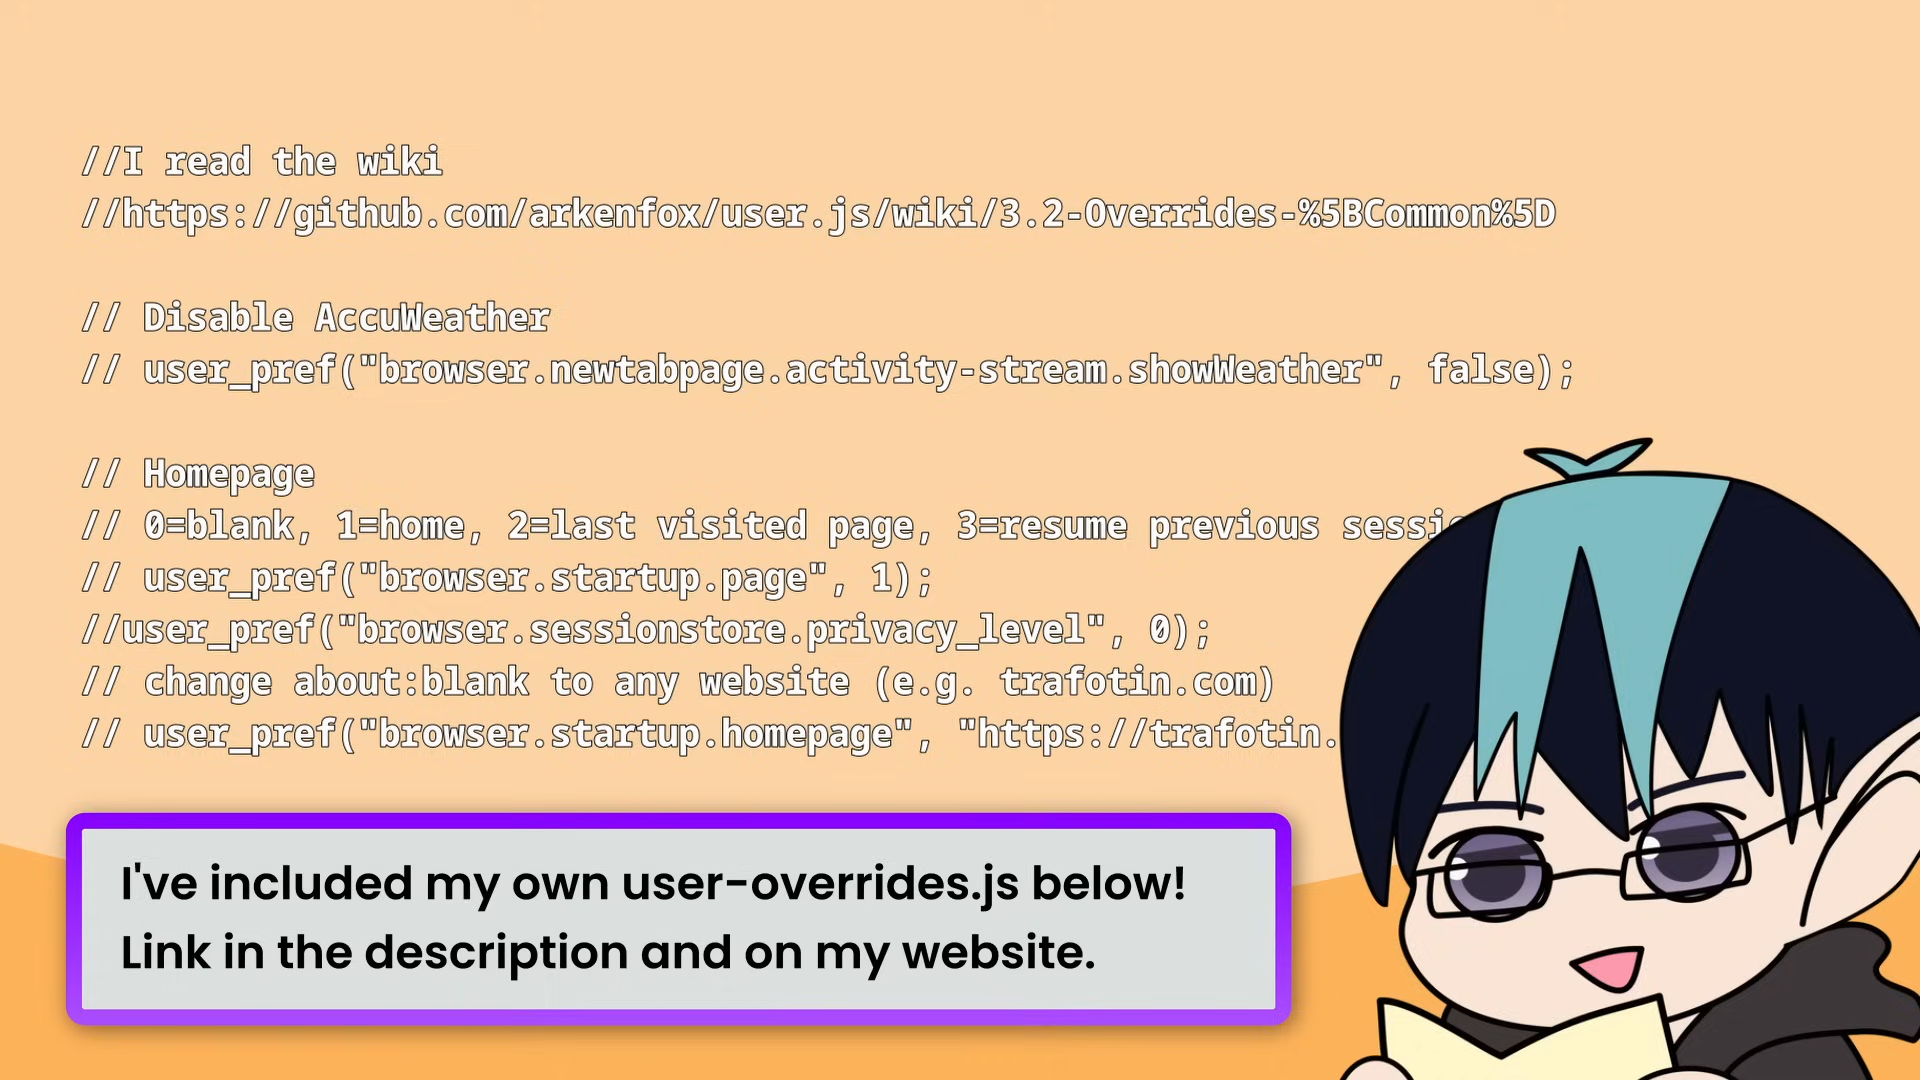 //I read the wiki
//https://github.com/arkenfox/user.js/wiki/3.2-Overrides-%5BCommon%5D
// Disable AccuWeather
// user_pref("browser.newtabpage.activity-stream.showWeather", false);
// Homepage
// 0=blank, 1=home, 2=last visited page, 3=resume previous
// user_pref("browser.startup.page", 1);
//user_pref("browser.sessionstore.privacy_level", 0);
// change about:blank to any website (e.g. trafotin.com)
// user_pref("browser.startup.homepage", "https://trafotin.
I've included my own user-overrides.js below!
Link in the description and on my website.